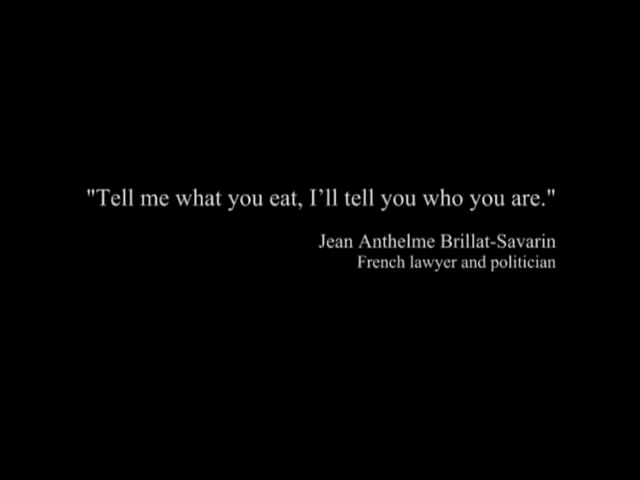 "Tell me what you eat, I’ll tell you who you are."
Jean Anthelme Brillat-Savarin
French lawyer and politician